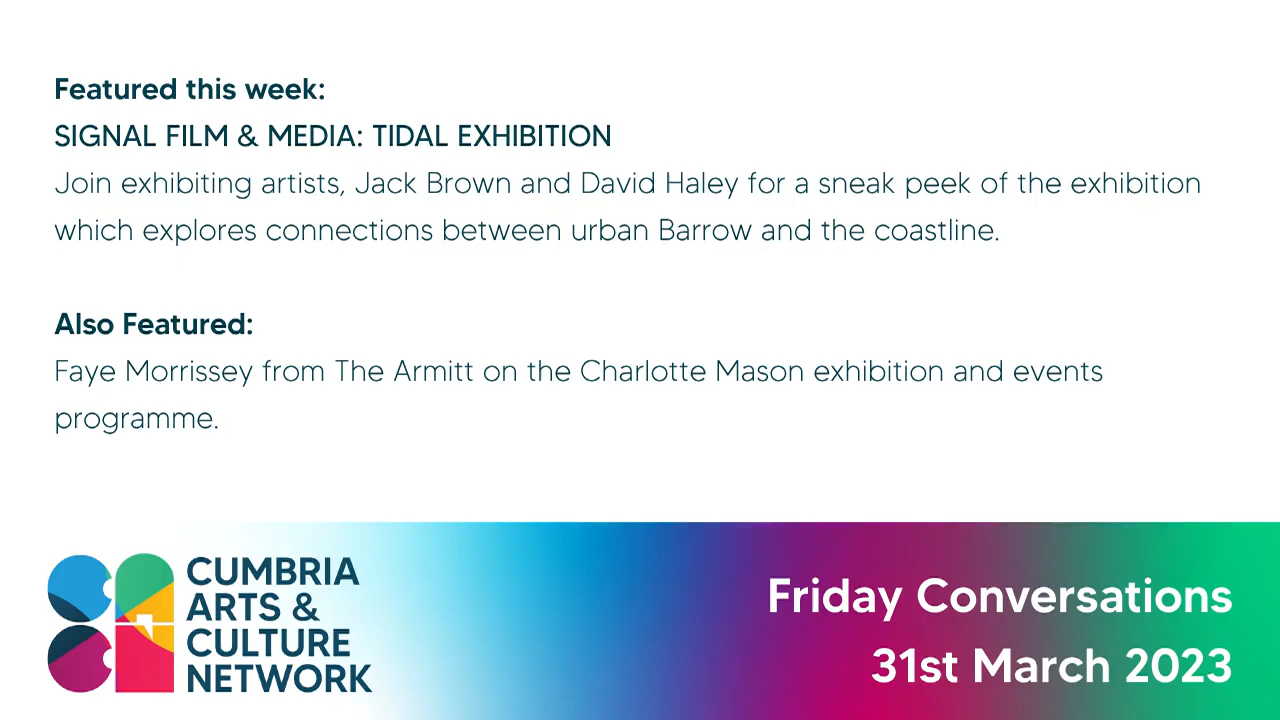 Featured this week:
SIGNAL FILM & MEDIA: TIDAL EXHIBITION
Join exhibiting artists, Jack Brown and David Haley for a sneak peek of the exhibition
which explores connections between urban Barrow and the coastline.
Also Featured:
Faye Morrissey from The Armitt on the Charlotte Mason exhibition and events
programme.
CUMBRIA
ARTS &
CULTURE
NETWORK
Friday Conversations
31st March 2023